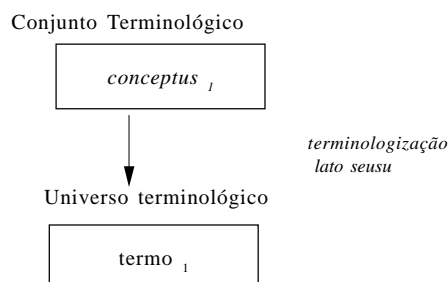 Conjunto Terminológico
conceptus 1
terminologização
lato seusu
Universo terminológico
termo 1